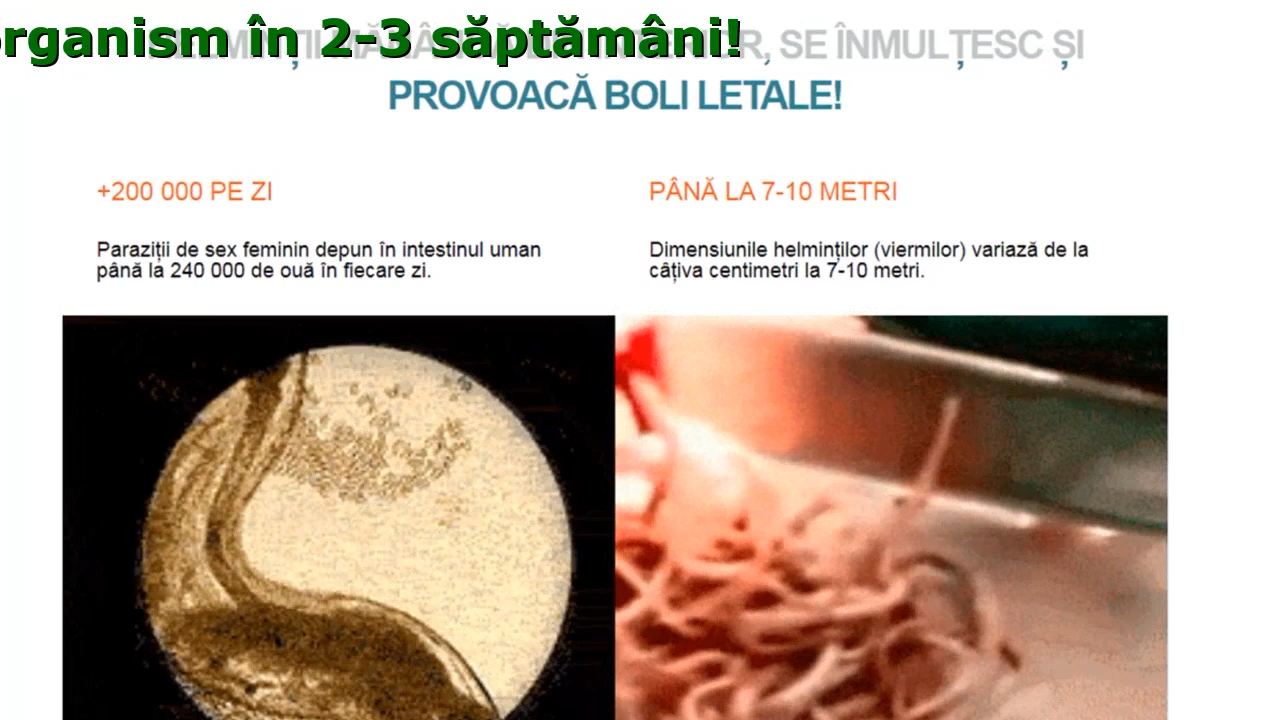 organism în 2-3 săptămâni!
SE ÎNMULȚESC ȘI
PROVOACĂ BOLI LETALE!
+200 000 PE ZI
Paraziții de sex feminin depun în intestinul uman
până la 240 000 de ouă în fiecare zi.
PÂNĂ LA 7-10 METRI
Dimensiunile helminților (viermilor) variază de la
câțiva centimetri la 7-10 metri.